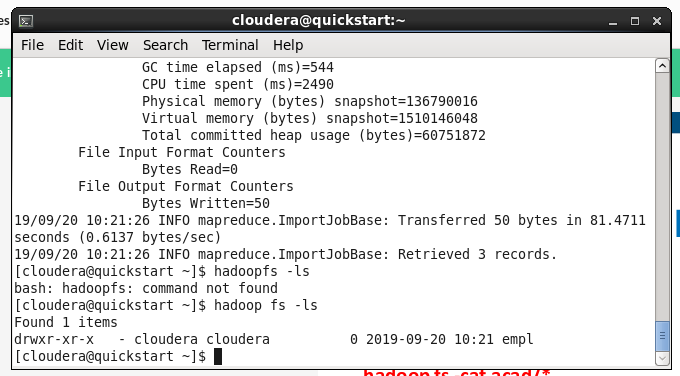 es
cloudera@quickstart:~
File Edit View Search Terminal Help
e i
GC time elapsed (ms)=544
CPU time spent (ms)=2490
Physical memory (bytes) snapshot=136790016
Virtual memory (bytes) snapshot=1510146048
Total committed heap usage (bytes)=60751872
File Input Format Counters
Bytes Read=0
File Output Format Counters
Bytes Written=50
19/09/20 10:21:26 INFO mapreduce.ImportJobBase: Transferred 50 bytes in 81.4711
seconds (0.6137 bytes/sec)
19/09/20 10:21:26 INFO mapreduce.ImportJobBase: Retrieved 3 records.
[cloudera@quickstart ~]$ hadoopfs -ls
bash: hadoopfs: command not found
[cloudera@quickstart ~]$ hadoop fs -ls
Found 1 items
drwxr-xr-x   - cloudera cloudera          0 2019-09-20 10:21 empl
[cloudera@quickstart ~]$